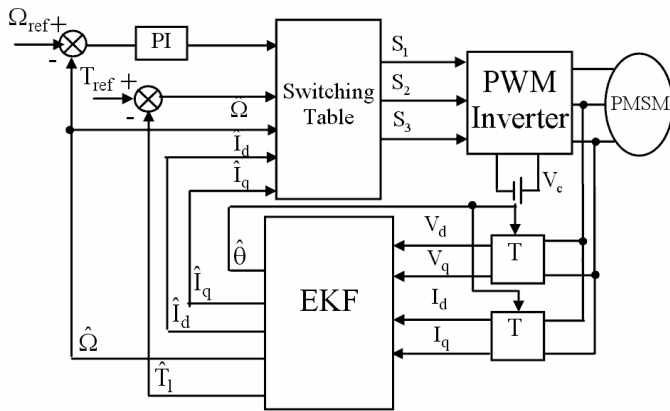 Ω_ref +
-
PI
T_ref +
-
Ω̂
Î_d
Î_q
Switching
Table
S_1
S_2
S_3
PWM
Inverter
PMSM
V_c
V_d
V_q
T
I_d
I_q
T
EKF
θ̂
Î_q
Î_d
Ω̂
T̂_l